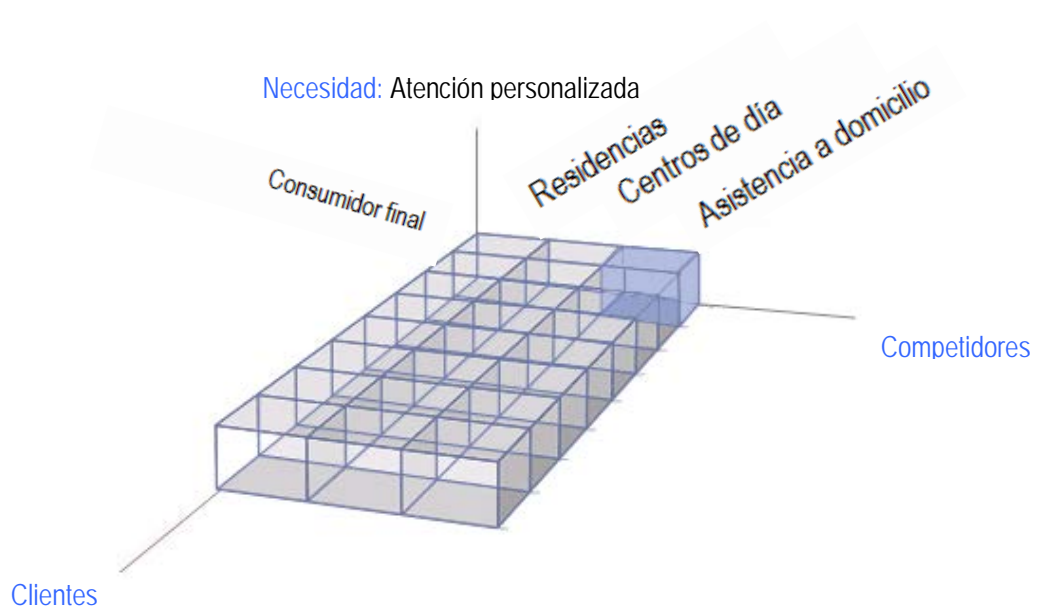 Necesidad: Atención personalizada
Residencias
Centros de día
Asistencia a domicilio
Consumidor final
Competidores
Clientes